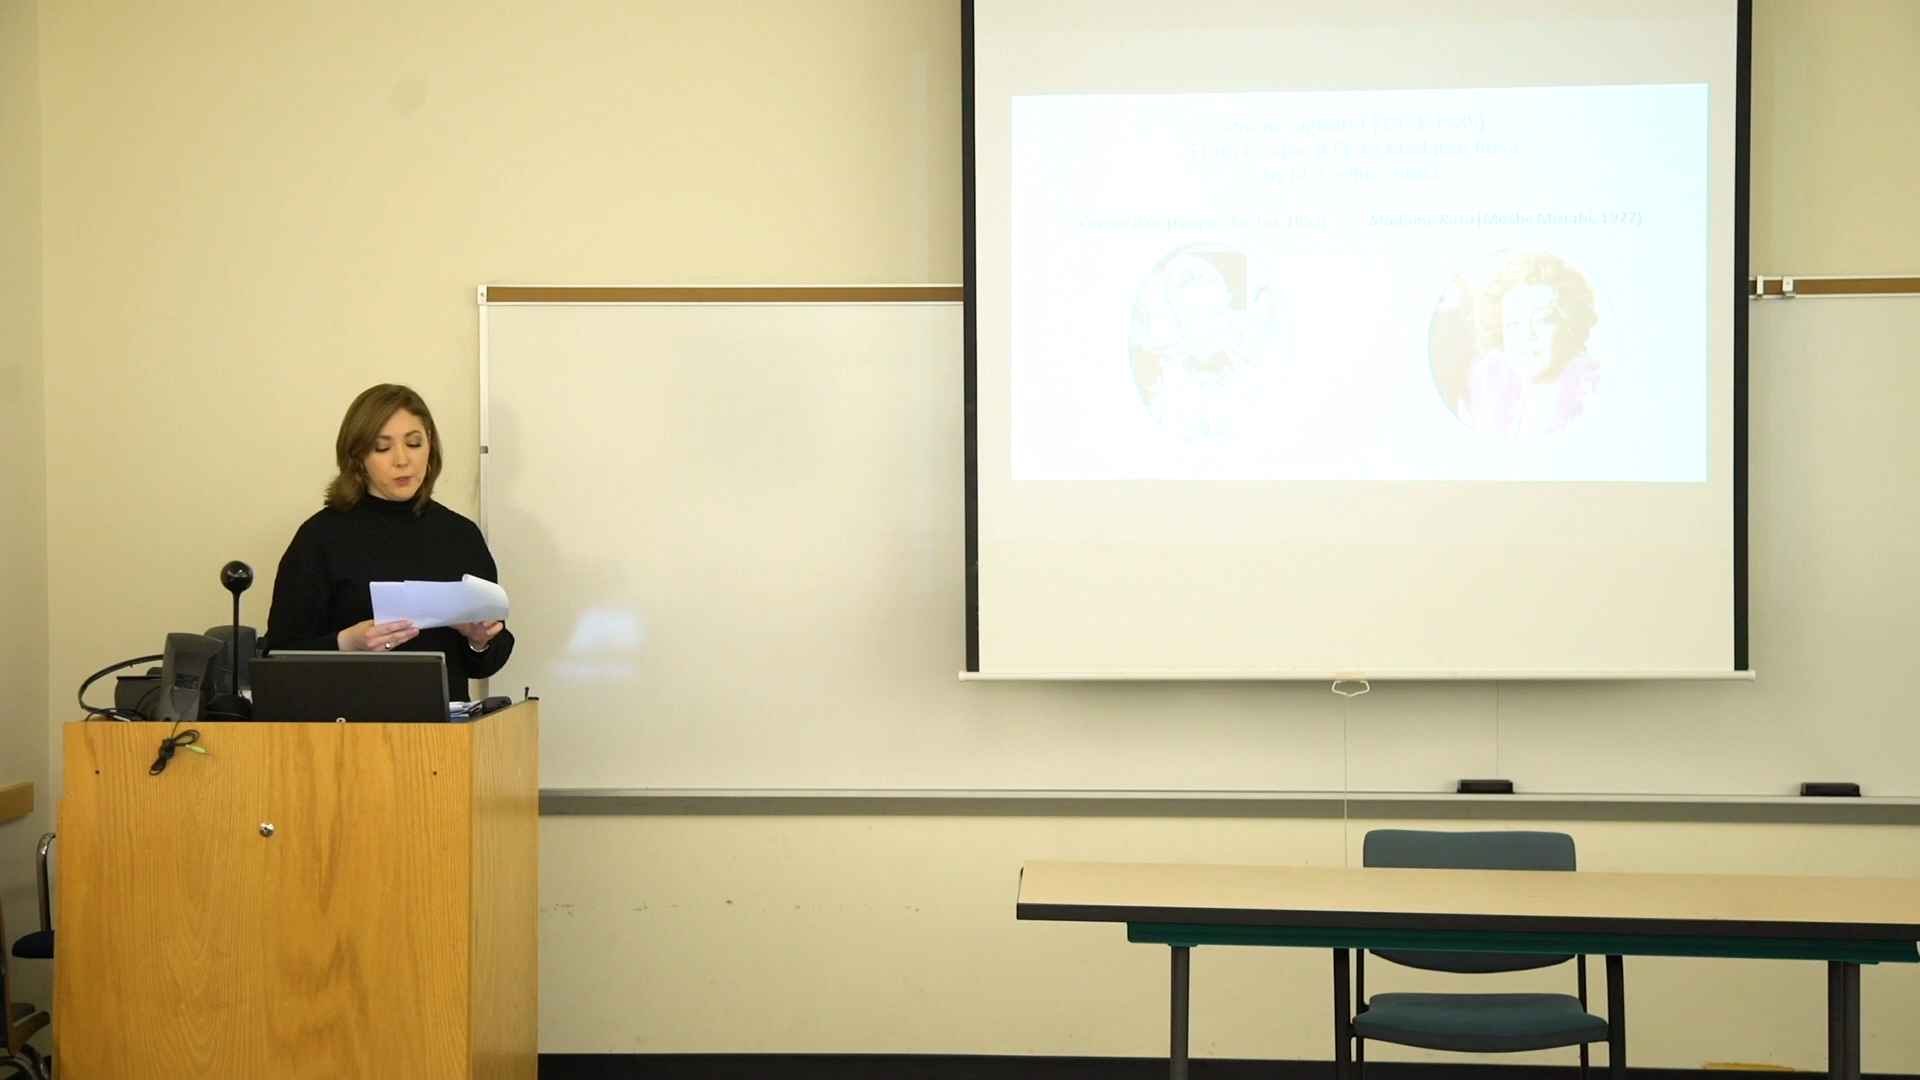 Simone Signoret (1921-1985):
From Casque d'Or to Madame Rosa
by Marcelline Block
Casque d'Or (Jacques Becker, 1952)
Madame Rosa (Moshe Mizrahi, 1977)